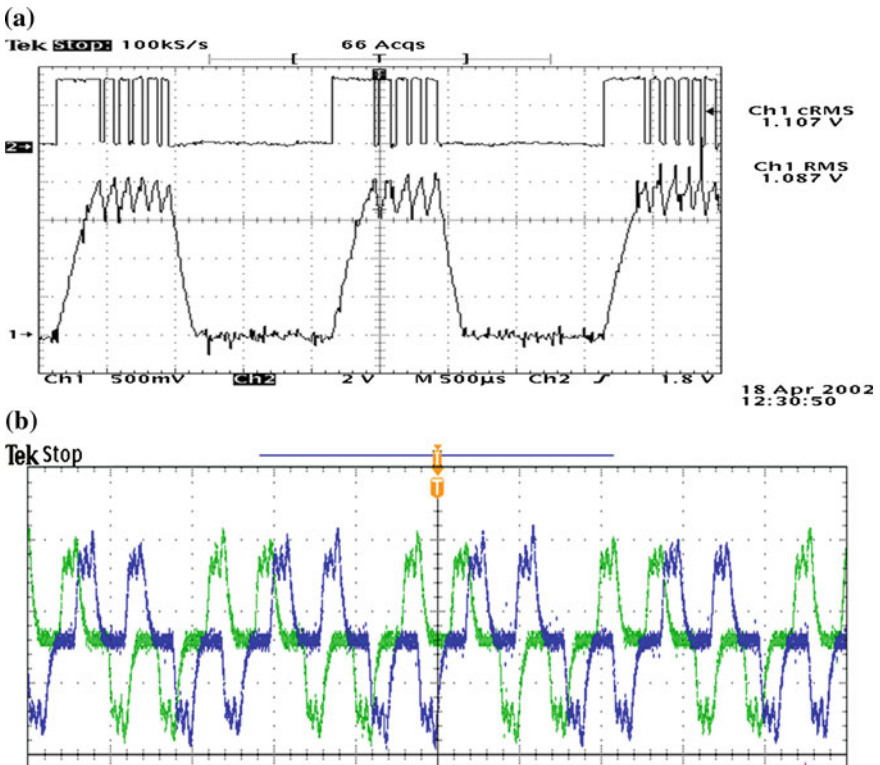 (a)
Tek Stop: 100kS/s 66 Acqs
[ T ]
T
2→
Ch1 cRMS
1.107 V
Ch1 RMS
1.087 V
1→
Ch1 500mV Ch2 2 V M 500µs Ch2 1.8 V
18 Apr 2002
12:30:50
(b)
Tek Stop
T
T